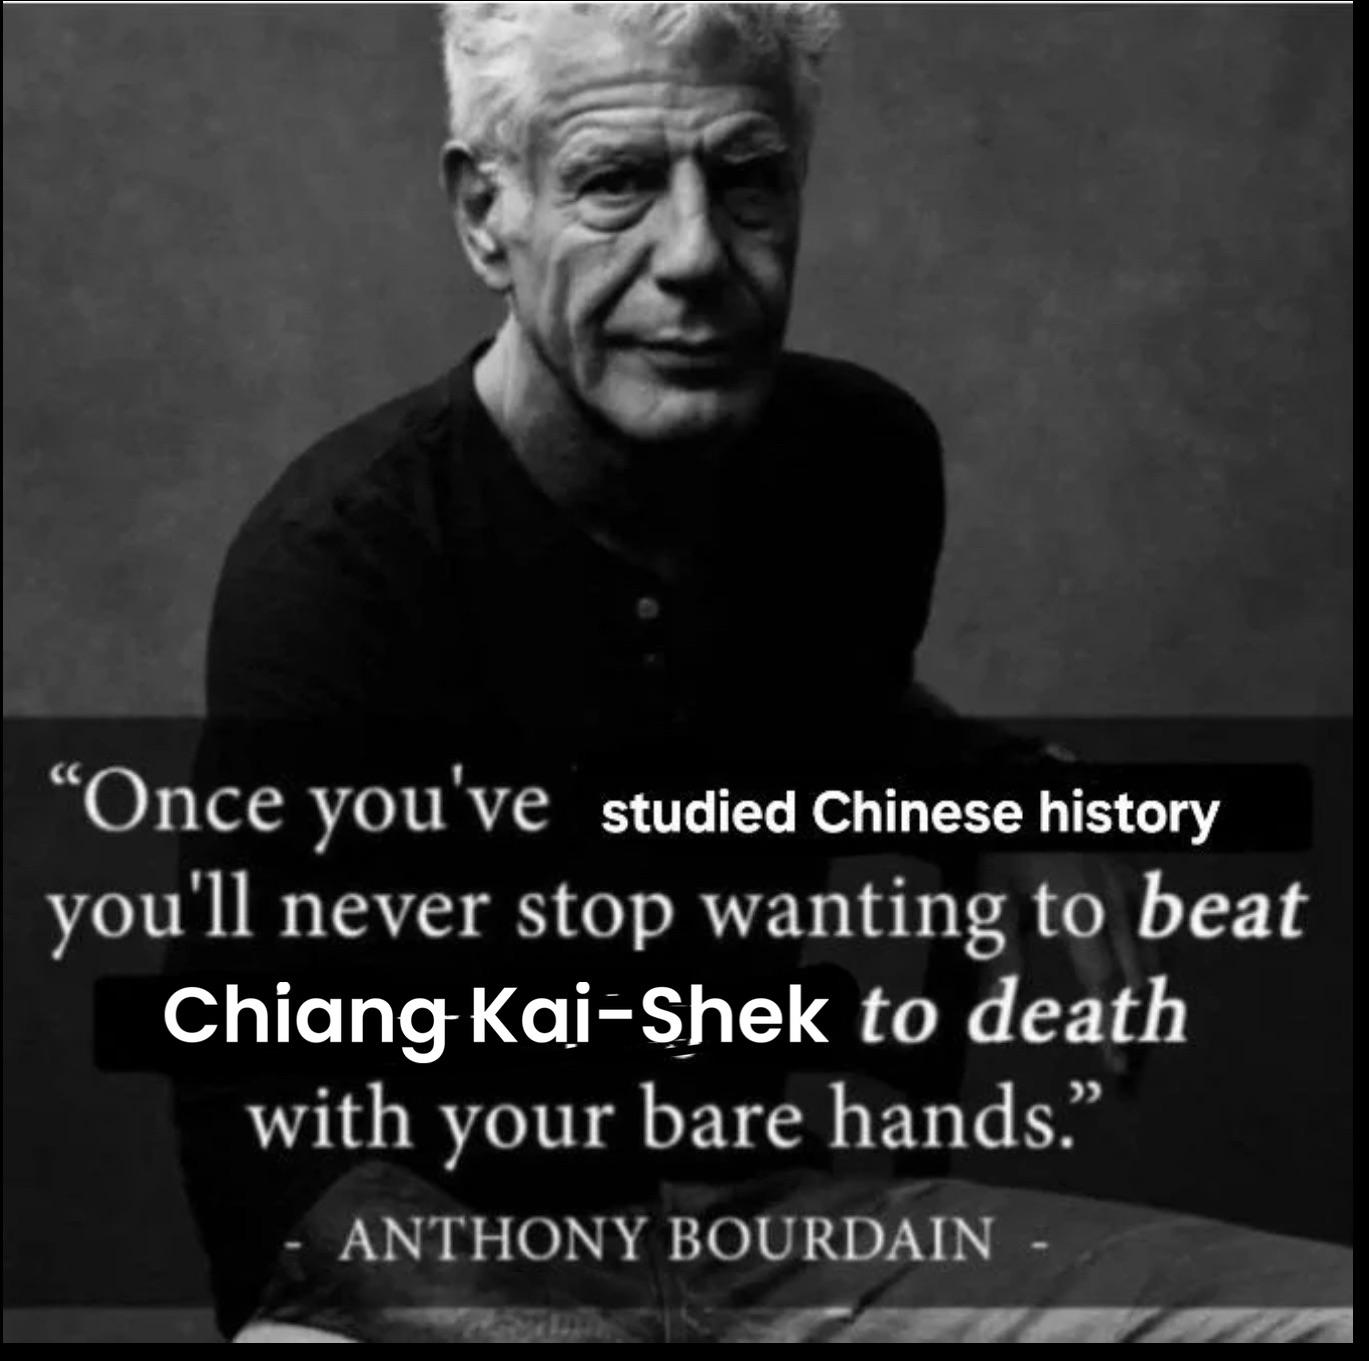 “Once you've studied Chinese history
you'll never stop wanting to beat
Chiang Kai-Shek to death
with your bare hands.”
- ANTHONY BOURDAIN -